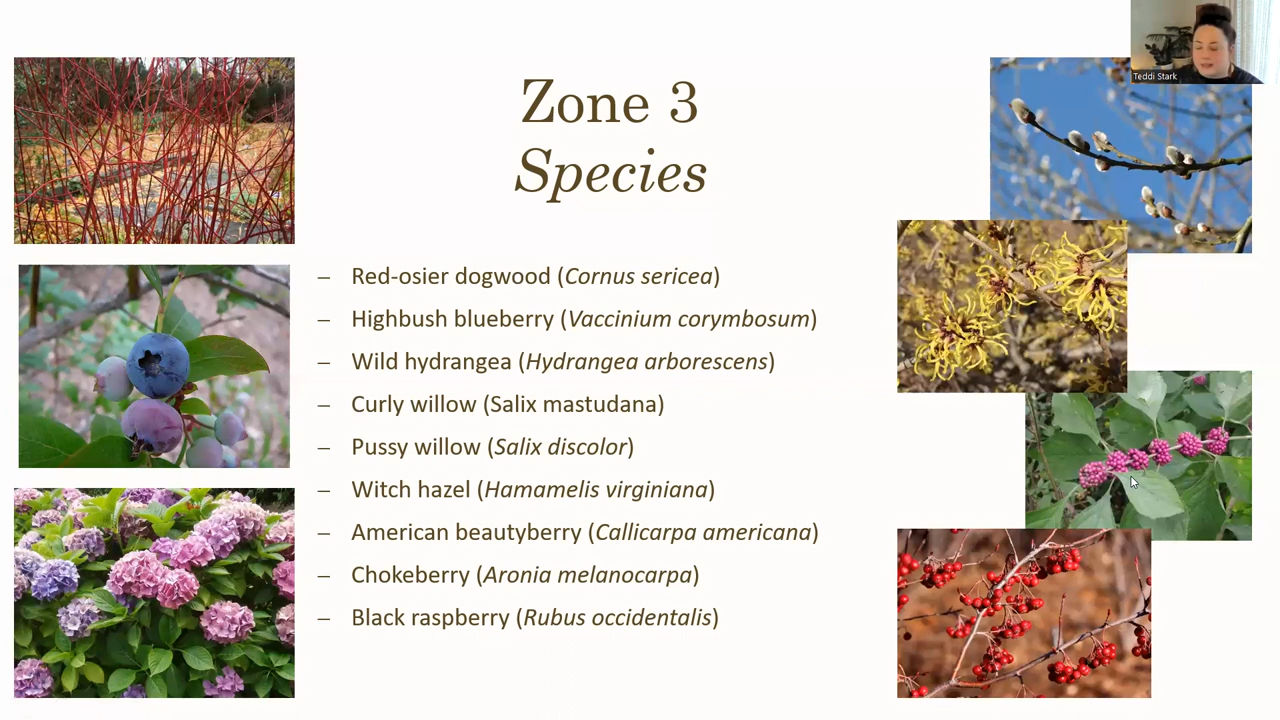 Zone 3
Species
– Red-osier dogwood (Cornus sericea)
– Highbush blueberry (Vaccinium corymbosum)
– Wild hydrangea (Hydrangea arborescens)
– Curly willow (Salix mastudana)
– Pussy willow (Salix discolor)
– Witch hazel (Hamamelis virginiana)
– American beautyberry (Callicarpa americana)
– Chokeberry (Aronia melanocarpa)
– Black raspberry (Rubus occidentalis)
Teddi Stark